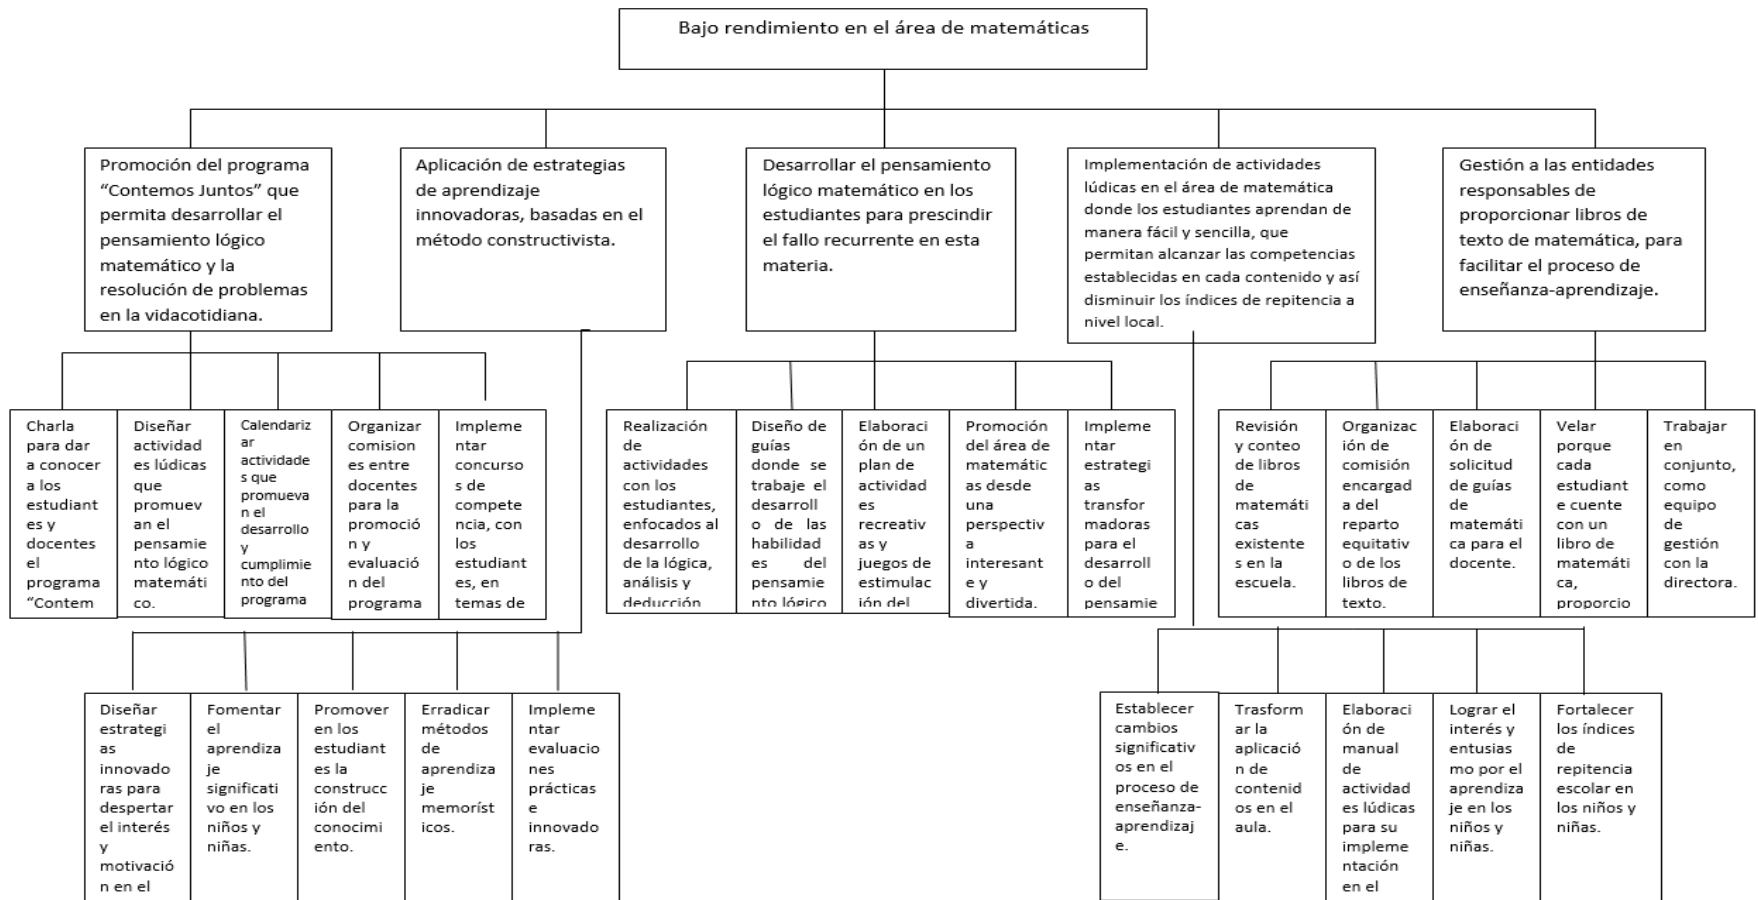 Bajo rendimiento en el área de matemáticas
Promoción del programa
“Contemos Juntos” que
permita desarrollar el
pensamiento lógico
matemático y la
resolución de problemas
en la vidacotidiana.
Aplicación de estrategias
de aprendizaje
innovadoras, basadas en el
método constructivista.
Desarrollar el pensamiento
lógico matemático en los
estudiantes para prescindir
el fallo recurrente en esta
materia.
Implementación de actividades
lúdicas en el área de matemática
donde los estudiantes aprendan de
manera fácil y sencilla, que
permitan alcanzar las competencias
establecidas en cada contenido y así
disminuir los índices de repitencia a
nivel local.
Gestión a las entidades
responsables de
proporcionar libros de
texto de matemática, para
facilitar el proceso de
enseñanza-aprendizaje.
Charla
para dar
a conocer
a los
estudiant
es y
docentes
el
programa
“Contem
Diseñar
actividad
es lúdicas
que
promuev
an el
pensamie
nto lógico
matemáti
co.
Calendariz
ar
actividade
s que
promueva
n el
desarrollo
y
cumplimie
nto del
programa
Organizar
comision
es entre
docentes
para la
promoció
n y
evaluació
n del
programa
Impleme
ntar
concurso
s de
compete
ncia, con
los
estudiant
es, en
temas de
Realización
de
actividades
con los
estudiantes,
enfocados al
desarrollo
de la lógica,
análisis y
deducción
Diseño de
guías
donde se
trabaje el
desarroll
o de las
habilidad
es del
pensamie
nto lógico
Elaboraci
ón de un
plan de
actividad
es
recreativ
as y
juegos de
estimulac
ión del
Promoción
del área de
matemátic
as desde
una
perspectiv
a
interesant
e y
divertida.
Impleme
ntar
estrategi
as
transfor
madoras
para el
desarroll
o del
pensamie
Revisión
y conteo
de libros
de
matemáti
cas
existente
s en la
escuela.
Organizac
ión de
comisión
encargad
a del
reparto
equitativ
o de los
libros de
texto.
Elaboraci
ón de
solicitud
de guías
de
matemáti
ca para el
docente.
Velar
porque
cada
estudiant
e cuente
con un
libro de
matemáti
ca,
proporcio
Trabajar
en
conjunto,
como
equipo
de
gestión
con la
directora.
Diseñar
estrategi
as
innovado
ras para
despertar
el interés
y
motivació
n en el
Fomentar
el
aprendiza
je
significati
vo en los
niños y
niñas.
Promover
en los
estudiant
es la
construcc
ión del
conocimi
ento.
Erradicar
métodos
de
aprendiza
je
memoríst
icos.
Impleme
ntar
evaluacio
nes
prácticas
e
innovado
ras.
Establecer
cambios
significativ
os en el
proceso de
enseñanza-
aprendizaj
e.
Trasform
ar la
aplicació
n de
contenid
os en el
aula.
Elaboraci
ón de
manual
de
actividad
es lúdicas
para su
impleme
ntación
en el
Lograr el
interés y
entusias
mo por el
aprendiza
je en los
niños y
niñas.
Fortalecer
los índices
de
repitencia
escolar en
los niños y
niñas.